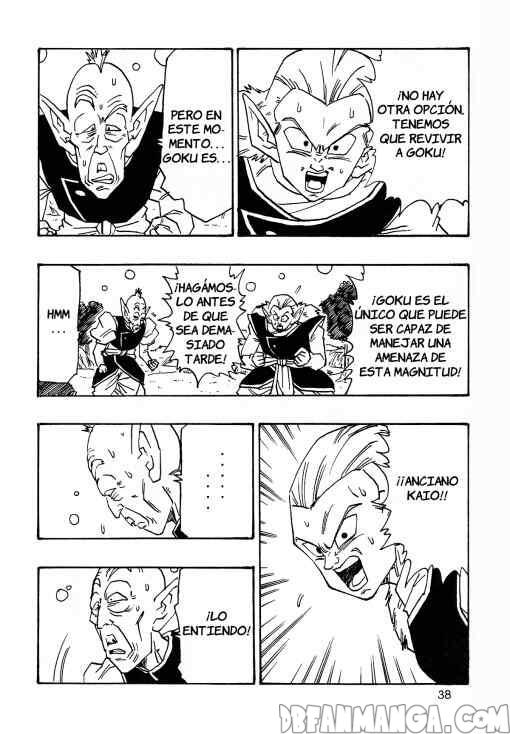 ¡NO HAY
OTRA OPCIÓN,
TENEMOS
QUE REVIVIR
A GOKU!
PERO EN
ESTE MO-
MENTO...
GOKU ES...
¡GOKU ES EL
ÚNICO QUE PUEDE
SER CAPAZ DE
MANEJAR UNA
AMENAZA DE
ESTA MAGNITUD!
¡HAGÁMOS-
LO ANTES
DE QUE
SEA DEMA-
SIADO
TARDE!
HMM
...
¡¡ANCIANO
KAIO!!
......
¡LO
ENTIENDO!
38
DBFANMANGA.COM